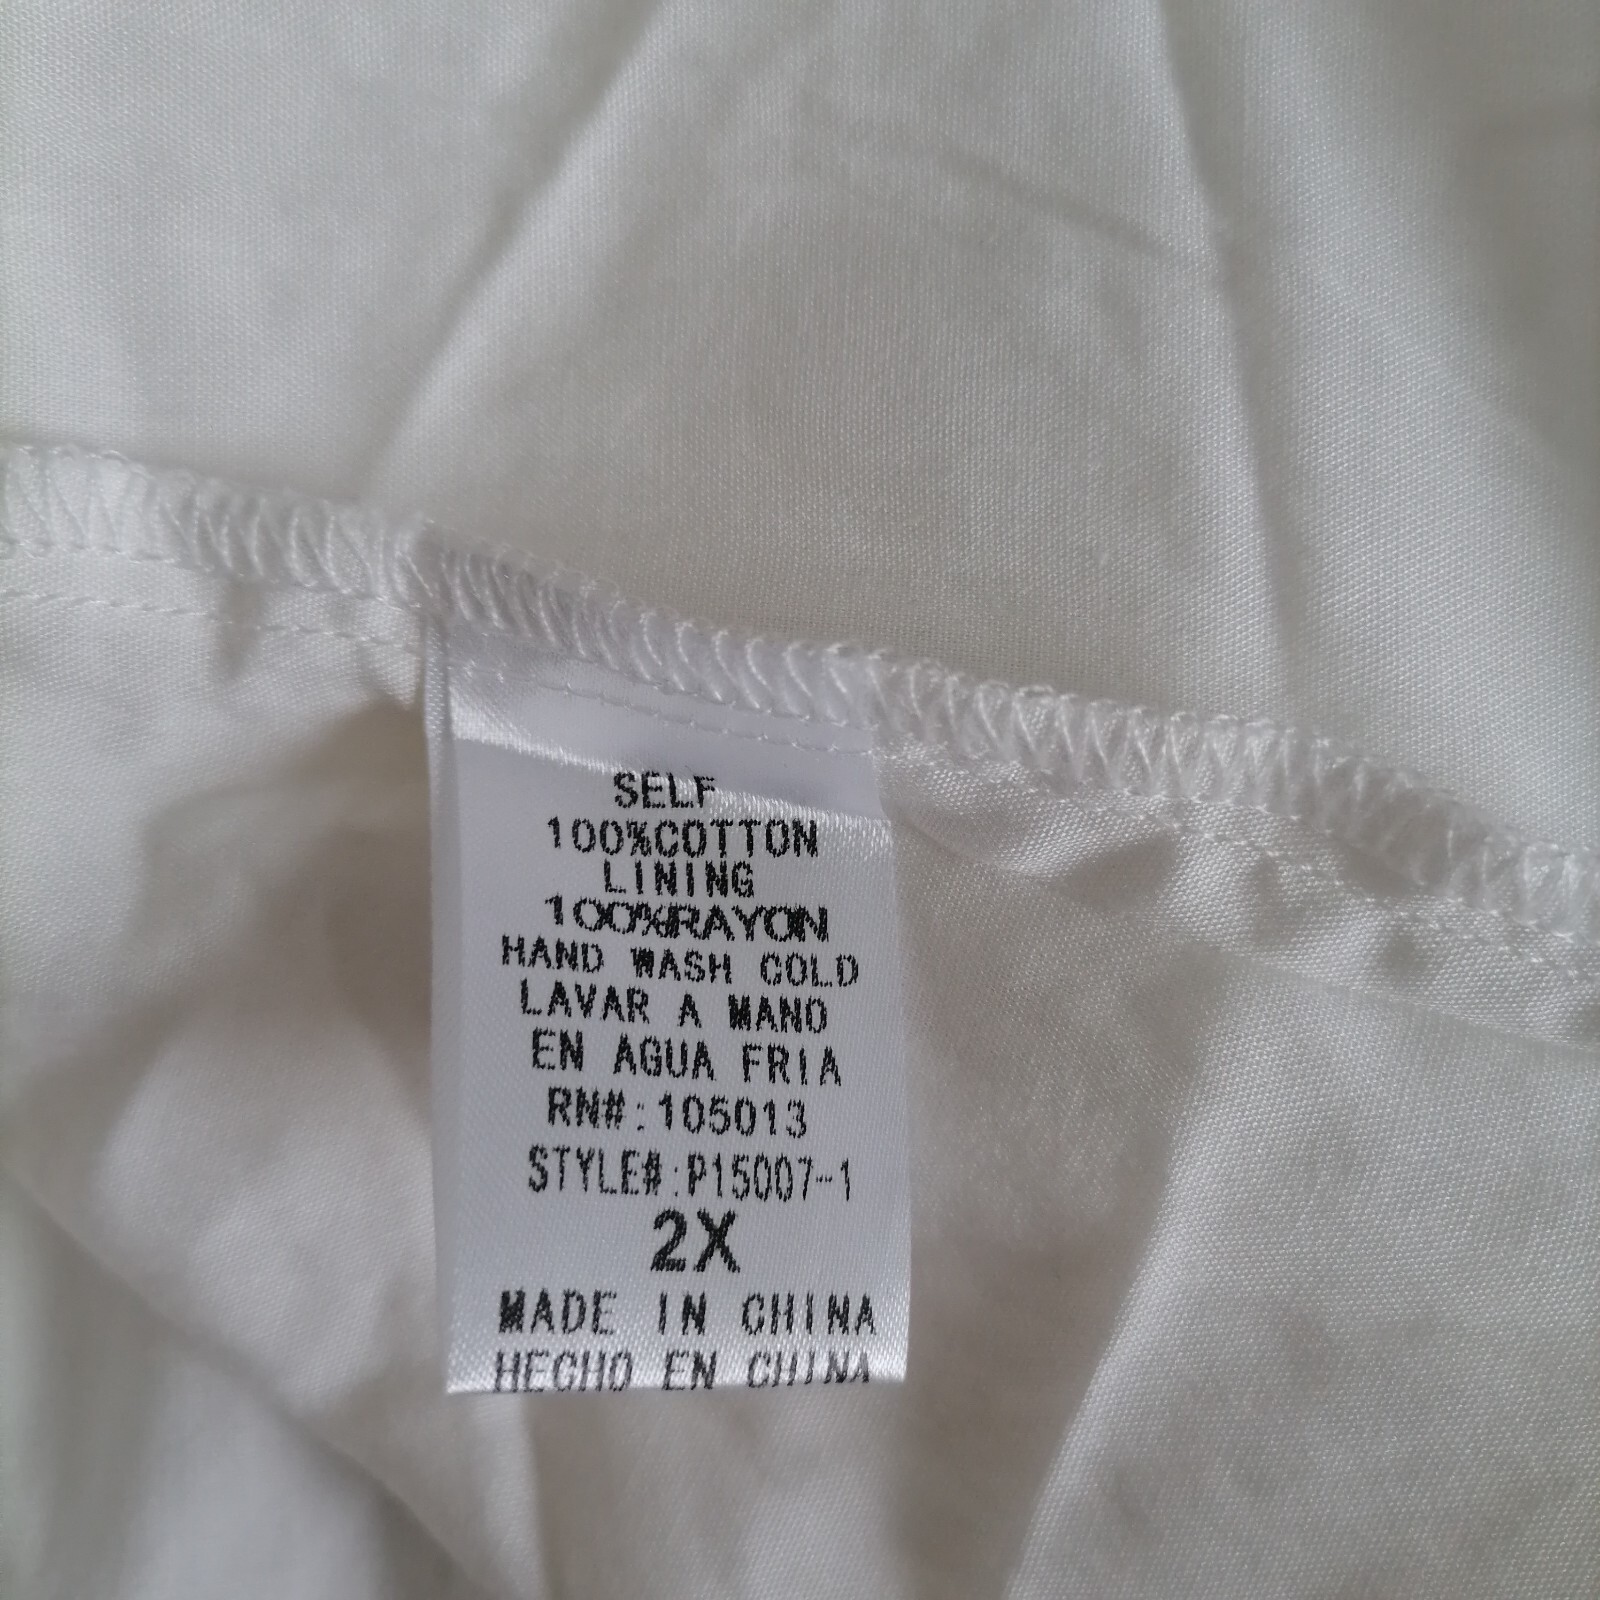 SELF
100%COTTON
LINING
100%RAYON
HAND WASH COLD
LAVAR A MANO
EN AGUA FRIA
RN#:105013
STYLE#:P15007-1
2X
MADE IN CHINA
HECHO EN CHINA